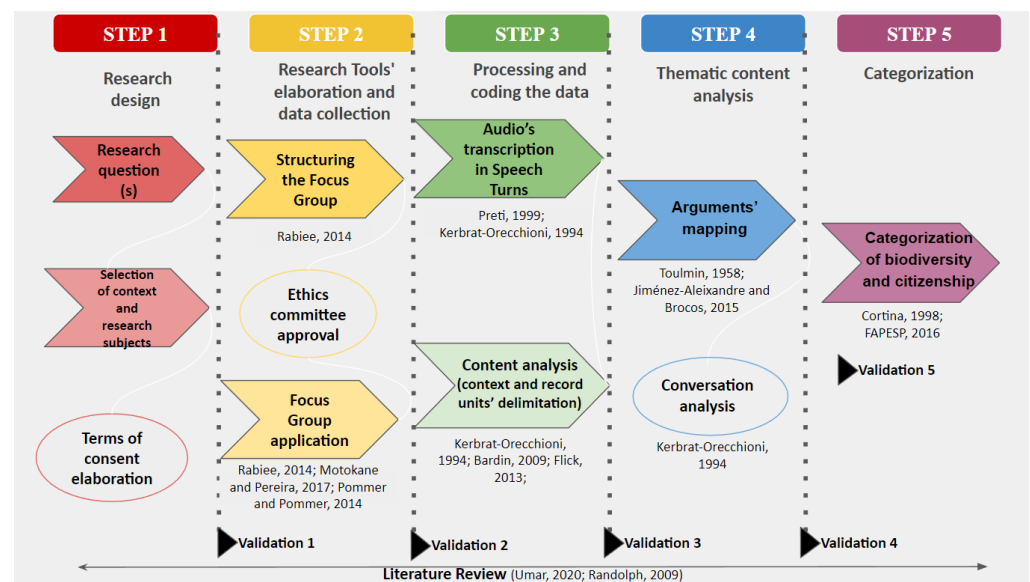 STEP 1
Research
design
Research
question
(s)
Selection
of context
and
research
subjects
Terms of
consent
elaboration
STEP 2
Research Tools'
elaboration and
data collection
Structuring
the Focus
Group
Rabiee, 2014
Ethics
committee
approval
Focus
Group
application
Rabiee, 2014; Motokane
and Pereira, 2017; Pommer
and Pommer, 2014
STEP 3
Processing and
coding the data
Audio's
transcription
in Speech
Turns
Preti, 1999;
Kerbrat-Orecchioni, 1994
Content analysis
(context and record
units' delimitation)
Kerbrat-Orecchioni,
1994; Bardin, 2009; Flick,
2013;
STEP 4
Thematic content
analysis
Arguments'
mapping
Toulmin, 1958;
Jiménez-Aleixandre and
Brocos, 2015
Conversation
analysis
Kerbrat-Orecchioni,
1994
STEP 5
Categorization
Categorization
of biodiversity
and citizenship
Cortina, 1998;
FAPESP, 2016
Validation 5
Validation 1
Validation 2
Validation 3
Validation 4
Literature Review (Umar, 2020; Randolph, 2009)